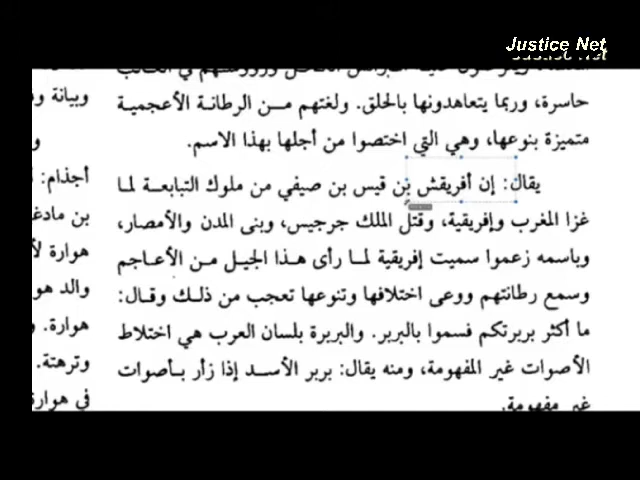 Justice Net
حاسرة، وربما يتعاهدونها بالحلق. ولغتهم من الرطانة الأعجمية
متميزة بنوعها، وهي التي اختصوا من أجلها بهذا الاسم.
يقال: إن أفريقش بن قيس بن صيفي من ملوك التبابعة لما
غزا المغرب وإفريقية، وقتل الملك جرجيس، وبنى المدن والأمصار،
وباسمه زعموا سميت إفريقية لما رأى هذا الجيل من الأعاجم
وسمع رطانتهم ووعى اختلافها وتنوعها تعجب من ذلك وقال:
ما أكثر بربرتكم فسموا بالبربر. والبربرة بلسان العرب هي اختلاط
الأصوات غير المفهومة، ومنه يقال: بربر الأسد إذا زأر بأصوات
غير مفهومة.
وبيانة
أجذام:
بن مادغ
هوارة
والد هو
هوارة.
وترهتة.
في هوارة